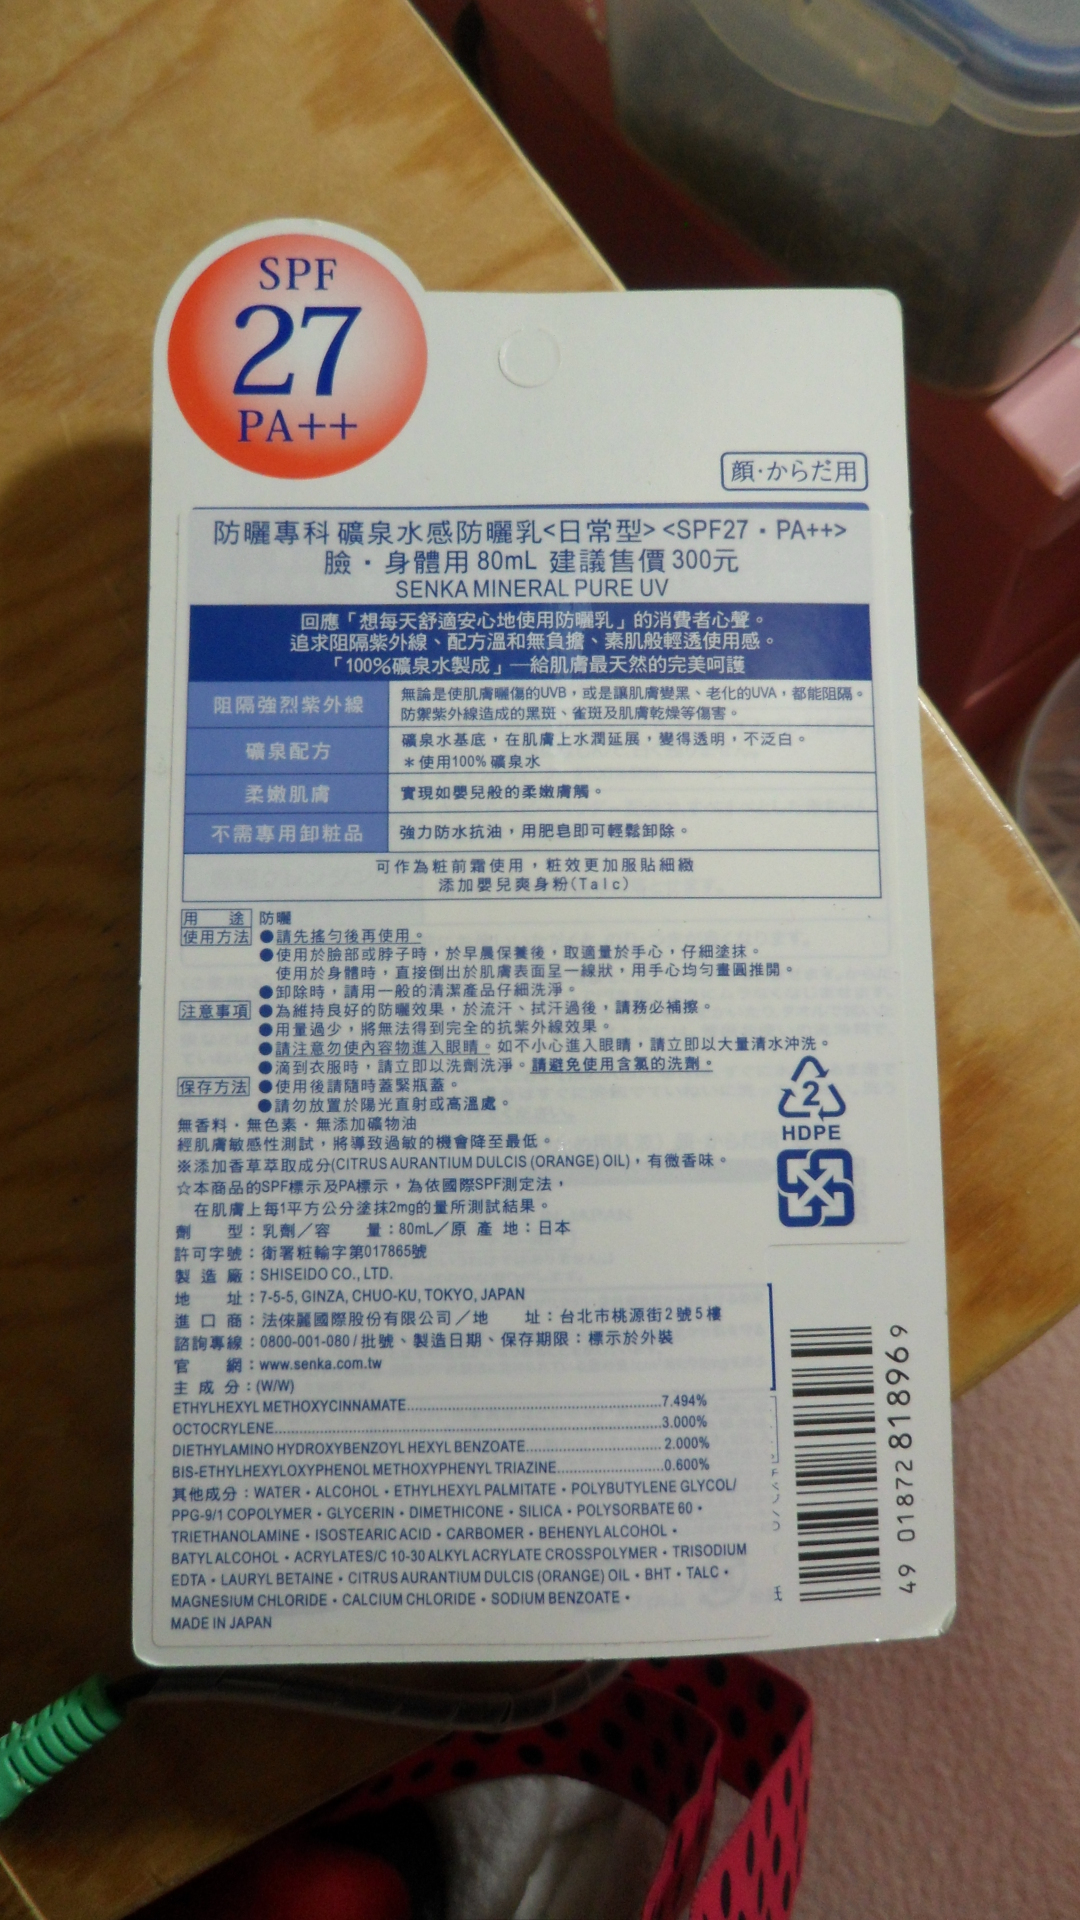 SPF
27
PA++
顔・からだ用
防曬專科 礦泉水感防曬乳<日常型> <SPF27・PA++>
臉・身體用 80mL 建議售價 300元
SENKA MINERAL PURE UV
回應「想每天舒適安心地使用防曬乳」的消費者心聲。
追求阻隔紫外線、配方溫和無負擔、素肌般輕透使用感。
「100%礦泉水製成」—給肌膚最天然的完美呵護
阻隔強烈紫外線
無論是使肌膚曬傷的UVB，或是讓肌膚變黑、老化的UVA，都能阻隔。
防禦紫外線造成的黑斑、雀斑及肌膚乾燥等傷害。
礦泉配方
礦泉水基底，在肌膚上水潤延展，變得透明，不泛白。
＊使用100% 礦泉水
柔嫩肌膚
實現如嬰兒般的柔嫩膚觸。
不需專用卸粧品
強力防水抗油，用肥皂即可輕鬆卸除。
可作為粧前霜使用，粧效更加服貼細緻
添加嬰兒爽身粉(Talc)
用途 防曬
使用方法 ●請先搖勻後再使用。
●使用於臉部或脖子時，於早晨保養後，取適量於手心，仔細塗抹。
使用於身體時，直接倒出於肌膚表面呈一線狀，用手心均勻畫圓推開。
●卸除時，請用一般的清潔產品仔細洗淨。
注意事項 ●為維持良好的防曬效果，於流汗、拭汗過後，請務必補擦。
●用量過少，將無法得到完全的抗紫外線效果。
●請注意勿使內容物進入眼睛。如不小心進入眼睛，請立即以大量清水沖洗。
●滴到衣服時，請立即以洗劑洗淨。請避免使用含氯的洗劑。
保存方法 ●使用後請隨時蓋緊瓶蓋。
●請勿放置於陽光直射或高溫處。
無香料・無色素・無添加礦物油
經肌膚敏感性測試，將導致過敏的機會降至最低。
※添加香草萃取成分(CITRUS AURANTIUM DULCIS (ORANGE) OIL)，有微香味。
☆本商品的SPF標示及PA標示，為依國際SPF測定法，
在肌膚上每1平方公分塗抹2mg的量所測試結果。
劑型：乳劑／容量：80mL／原產地：日本
許可字號：衛署粧輸字第017865號
製造廠：SHISEIDO CO., LTD.
地址：7-5-5, GINZA, CHUO-KU, TOKYO, JAPAN
進口商：法倈麗國際股份有限公司／地址：台北市桃源街2號5樓
諮詢專線：0800-001-080 / 批號、製造日期、保存期限：標示於外裝
官網：www.senka.com.tw
主成分：(W/W)
ETHYLHEXYL METHOXYCINNAMATE..........7.494%
OCTOCRYLENE..........3.000%
DIETHYLAMINO HYDROXYBENZOYL HEXYL BENZOATE..........2.000%
BIS-ETHYLHEXYLOXYPHENOL METHOXYPHENYL TRIAZINE..........0.600%
其他成分：WATER・ALCOHOL・ETHYLHEXYL PALMITATE・POLYBUTYLENE GLYCOL/
PPG-9/1 COPOLYMER・GLYCERIN・DIMETHICONE・SILICA・POLYSORBATE 60・
TRIETHANOLAMINE・ISOSTEARIC ACID・CARBOMER・BEHENYL ALCOHOL・
BATYL ALCOHOL・ACRYLATES/C 10-30 ALKYL ACRYLATE CROSSPOLYMER・TRISODIUM
EDTA・LAURYL BETAINE・CITRUS AURANTIUM DULCIS (ORANGE) OIL・BHT・TALC・
MAGNESIUM CHLORIDE・CALCIUM CHLORIDE・SODIUM BENZOATE・
MADE IN JAPAN
2
HDPE
49 01872 818969